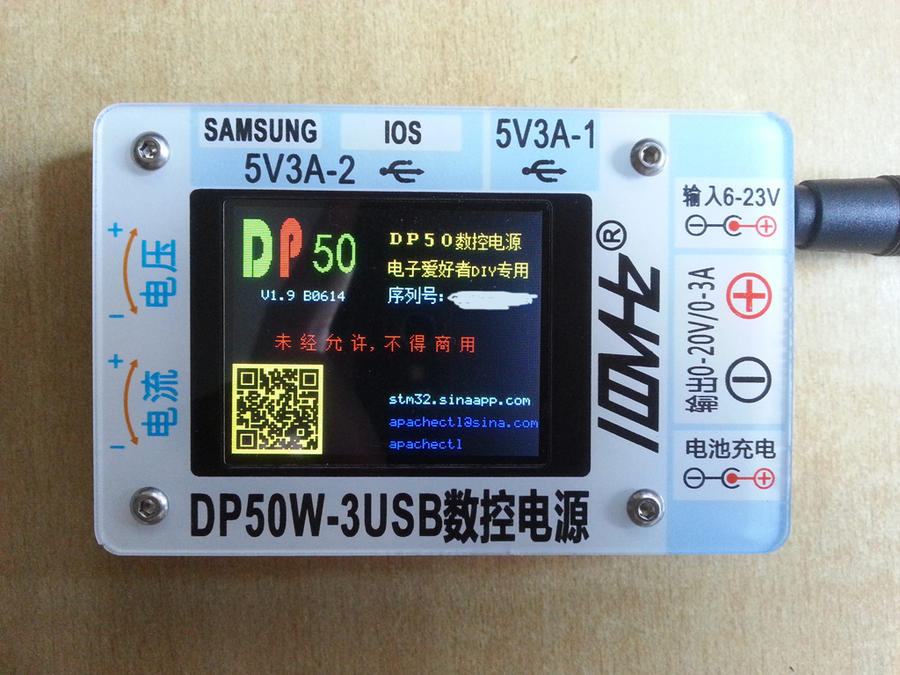 SAMSUNG
IOS
5V3A-2
5V3A-1
输入6-23V
+
电压
-
+
电流
-
DP50
V1.9 B0614
DP50数控电源
电子爱好者DIY专用
序列号:
未经允许,不得商用
stm32.sinaapp.com
apachectl@sina.com
apachectl
®
输出0-20V/0-3A
电池充电
DP50W-3USB数控电源